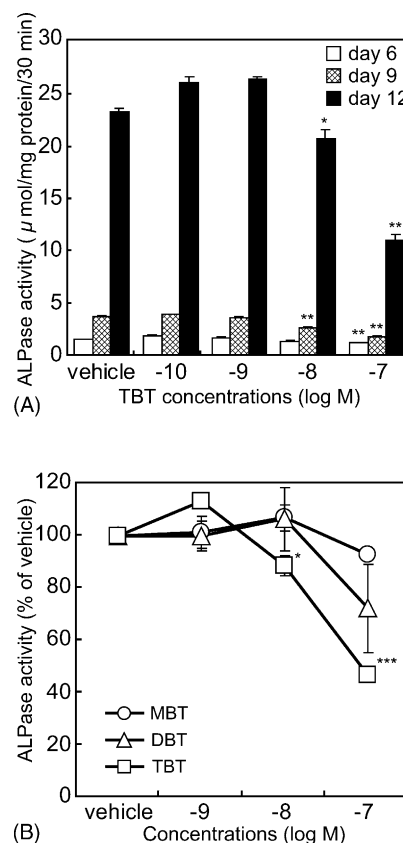 ALPase activity ( μ mol/mg protein/30 min)
35
30
25
20
15
10
5
0
day 6
day 9
day 12
*
**
**
**
**
vehicle -10 -9 -8 -7
TBT concentrations (log M)
(A)
ALPase activity (% of vehicle)
120
100
80
60
40
20
0
*
***
MBT
DBT
TBT
vehicle -9 -8 -7
Concentrations (log M)
(B)